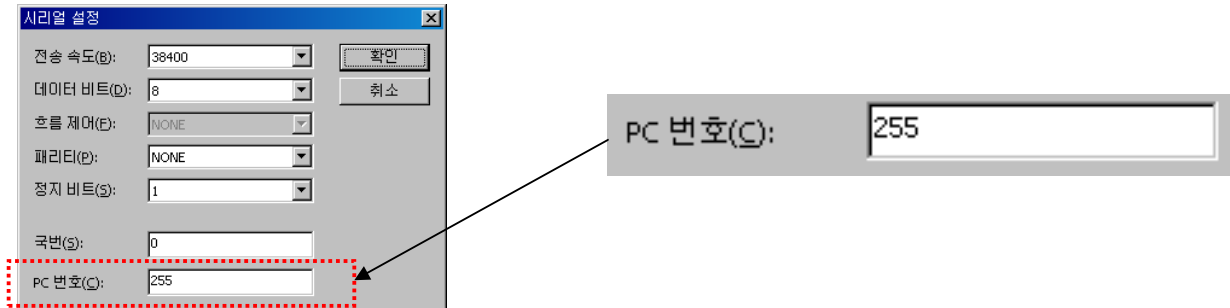 시리얼 설정
전송 속도(B): 38400 확인
데이터 비트(D): 8 취소
흐름 제어(F): NONE
패리티(P): NONE
정지 비트(S): 1
국번(S): 0
PC 번호(C): 255
PC 번호(C): 255